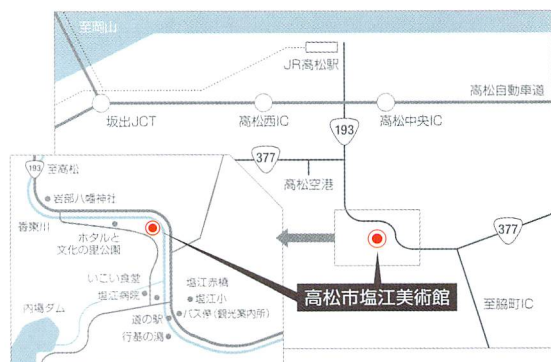 至岡山
JR高松駅
高松自動車道
坂出JCT
高松西IC
高松中央IC
193
377
高松空港
377
至脇町IC
高松市塩江美術館
193
至高松
岩部八幡神社
香東川
ホタルと
文化の里公園
いこい食堂
塩江病院
内場ダム
塩江赤橋
塩江小
バス停(観光案内所)
道の駅
行基の湯